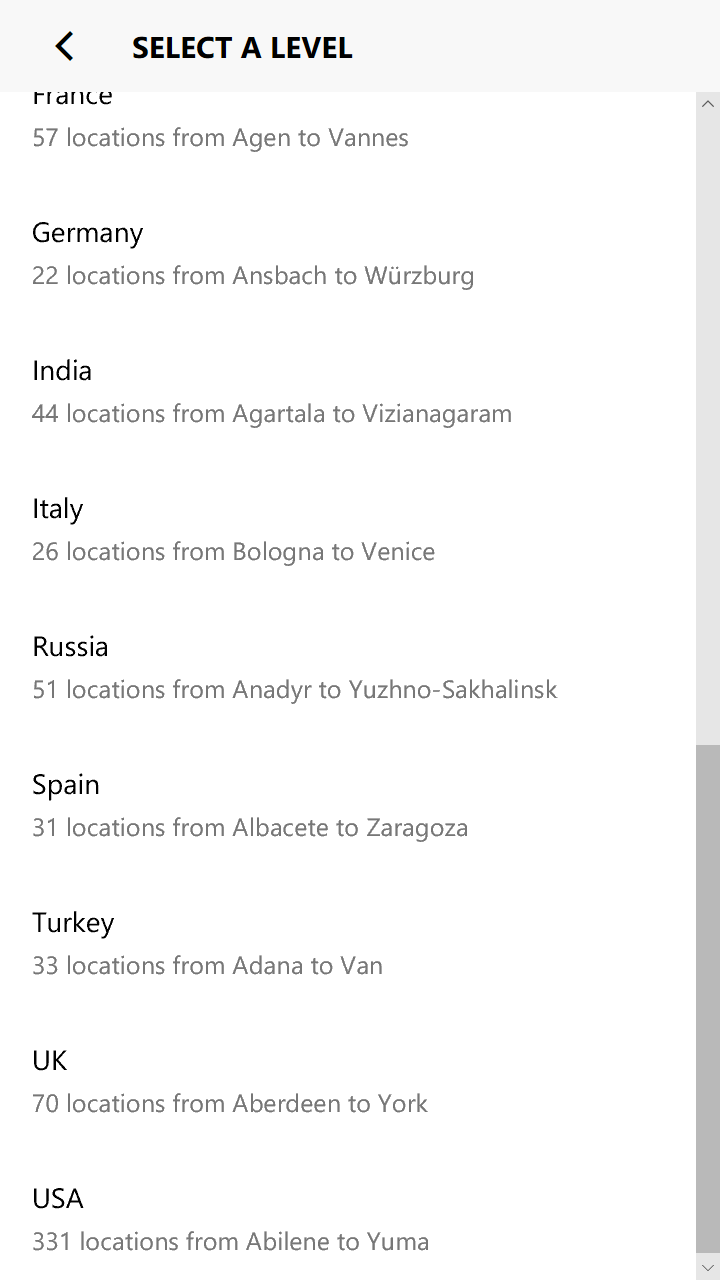 SELECT A LEVEL
France
57 locations from Agen to Vannes
Germany
22 locations from Ansbach to Würzburg
India
44 locations from Agartala to Vizianagaram
Italy
26 locations from Bologna to Venice
Russia
51 locations from Anadyr to Yuzhno-Sakhalinsk
Spain
31 locations from Albacete to Zaragoza
Turkey
33 locations from Adana to Van
UK
70 locations from Aberdeen to York
USA
331 locations from Abilene to Yuma